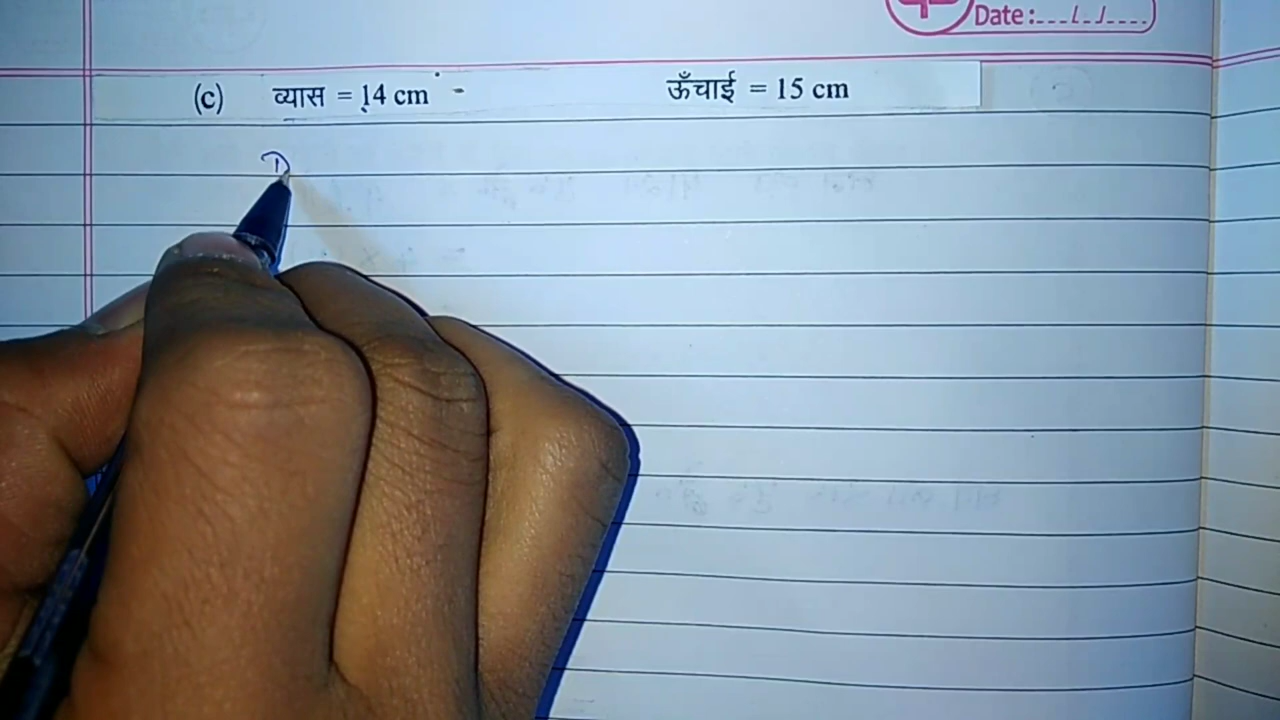 Date:
(c) व्यास = 14 cm ऊँचाई = 15 cm